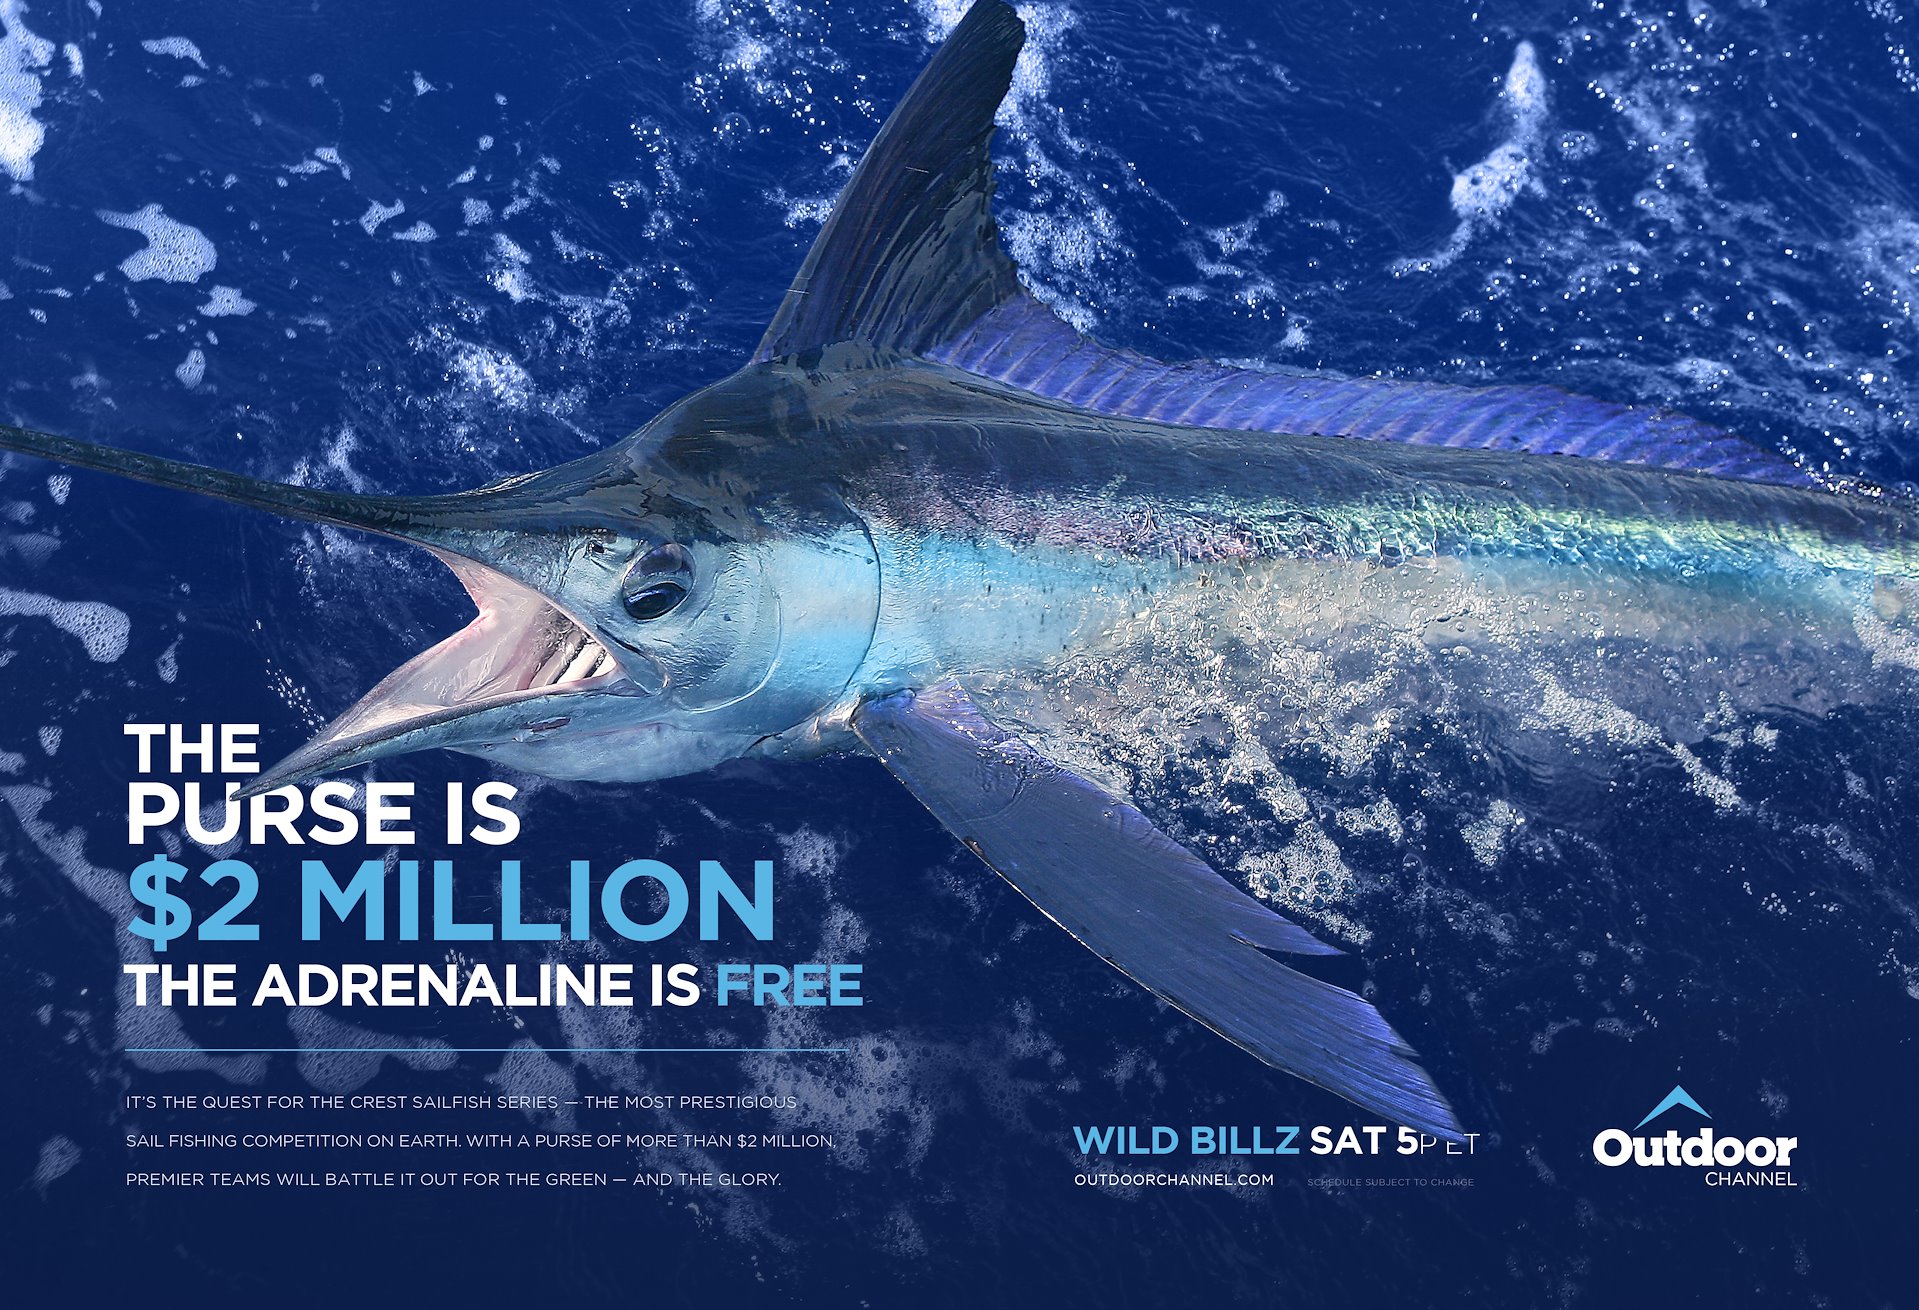 THE
PURSE IS
$2 MILLION
THE ADRENALINE IS FREE
IT'S THE QUEST FOR THE CREST SAILFISH SERIES — THE MOST PRESTIGIOUS
SAIL FISHING COMPETITION ON EARTH. WITH A PURSE OF MORE THAN $2 MILLION,
PREMIER TEAMS WILL BATTLE IT OUT FOR THE GREEN — AND THE GLORY.
WILD BILLZ SAT 5P ET
OUTDOORCHANNEL.COM SCHEDULE SUBJECT TO CHANGE
Outdoor
CHANNEL